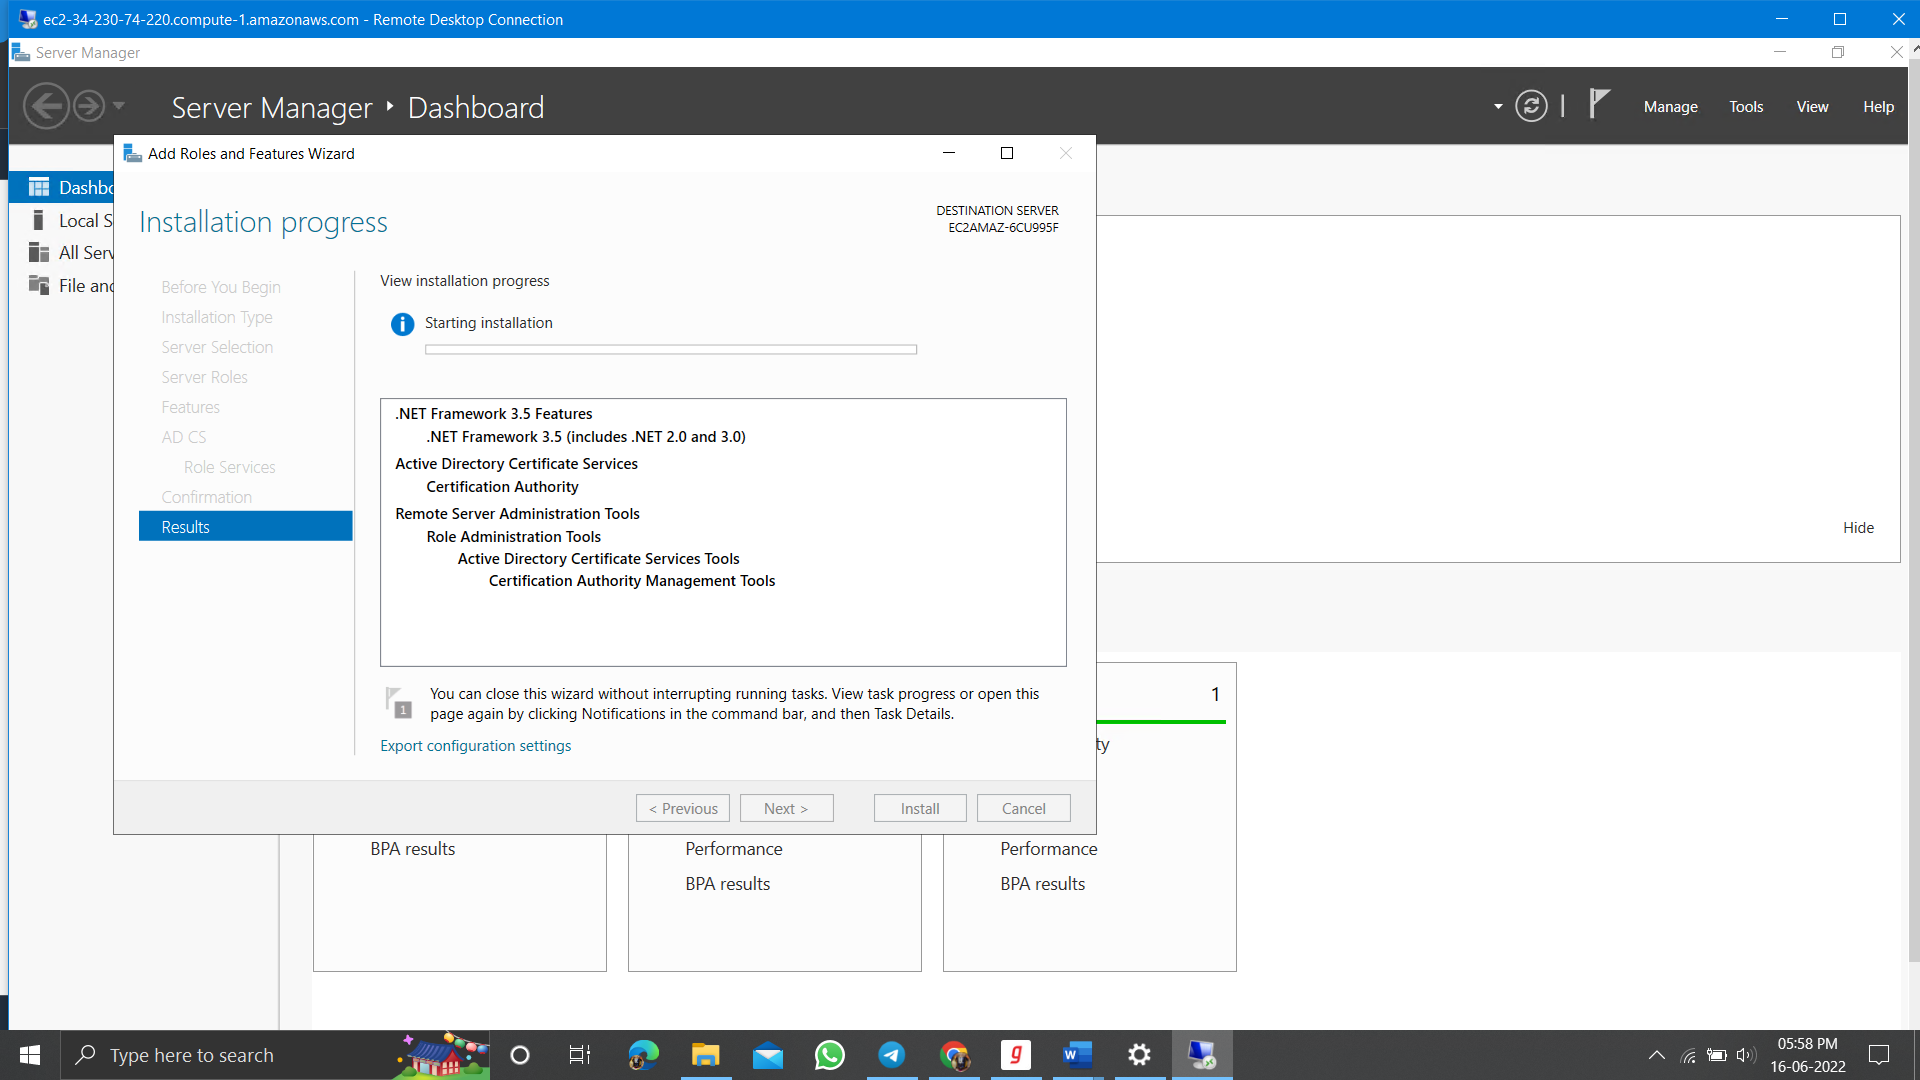 ec2-34-230-74-220.compute-1.amazonaws.com - Remote Desktop Connection
Server Manager
Server Manager ‣ Dashboard
Manage
Tools
View
Help
Add Roles and Features Wizard
Dashbo
Local S
All Serv
File and
Installation progress
DESTINATION SERVER
EC2AMAZ-6CU995F
Before You Begin
Installation Type
Server Selection
Server Roles
Features
AD CS
Role Services
Confirmation
Results
View installation progress
Starting installation
.NET Framework 3.5 Features
.NET Framework 3.5 (includes .NET 2.0 and 3.0)
Active Directory Certificate Services
Certification Authority
Remote Server Administration Tools
Role Administration Tools
Active Directory Certificate Services Tools
Certification Authority Management Tools
1
You can close this wizard without interrupting running tasks. View task progress or open this
page again by clicking Notifications in the command bar, and then Task Details.
Export configuration settings
< Previous
Next >
Install
Cancel
Hide
1
ty
BPA results
Performance
BPA results
Performance
BPA results
Type here to search
05:58 PM
16-06-2022